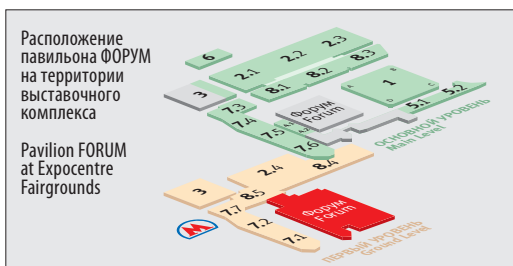 Расположение
павильона ФОРУМ
на территории
выставочного
комплекса
Pavilion FORUM
at Expocentre
Fairgrounds
6
2.1 2.2 2.3
3
8.1 8.2 8.3
1
A B C D
5.1 5.2
7.3
7.4
7.5
7.6
Форум
Forum
ОСНОВНОЙ УРОВЕНЬ
Main Level
3
2.4
8.4
8.5
7.7
7.2
7.1
Форум
Forum
ПЕРВЫЙ УРОВЕНЬ
Ground Level
М